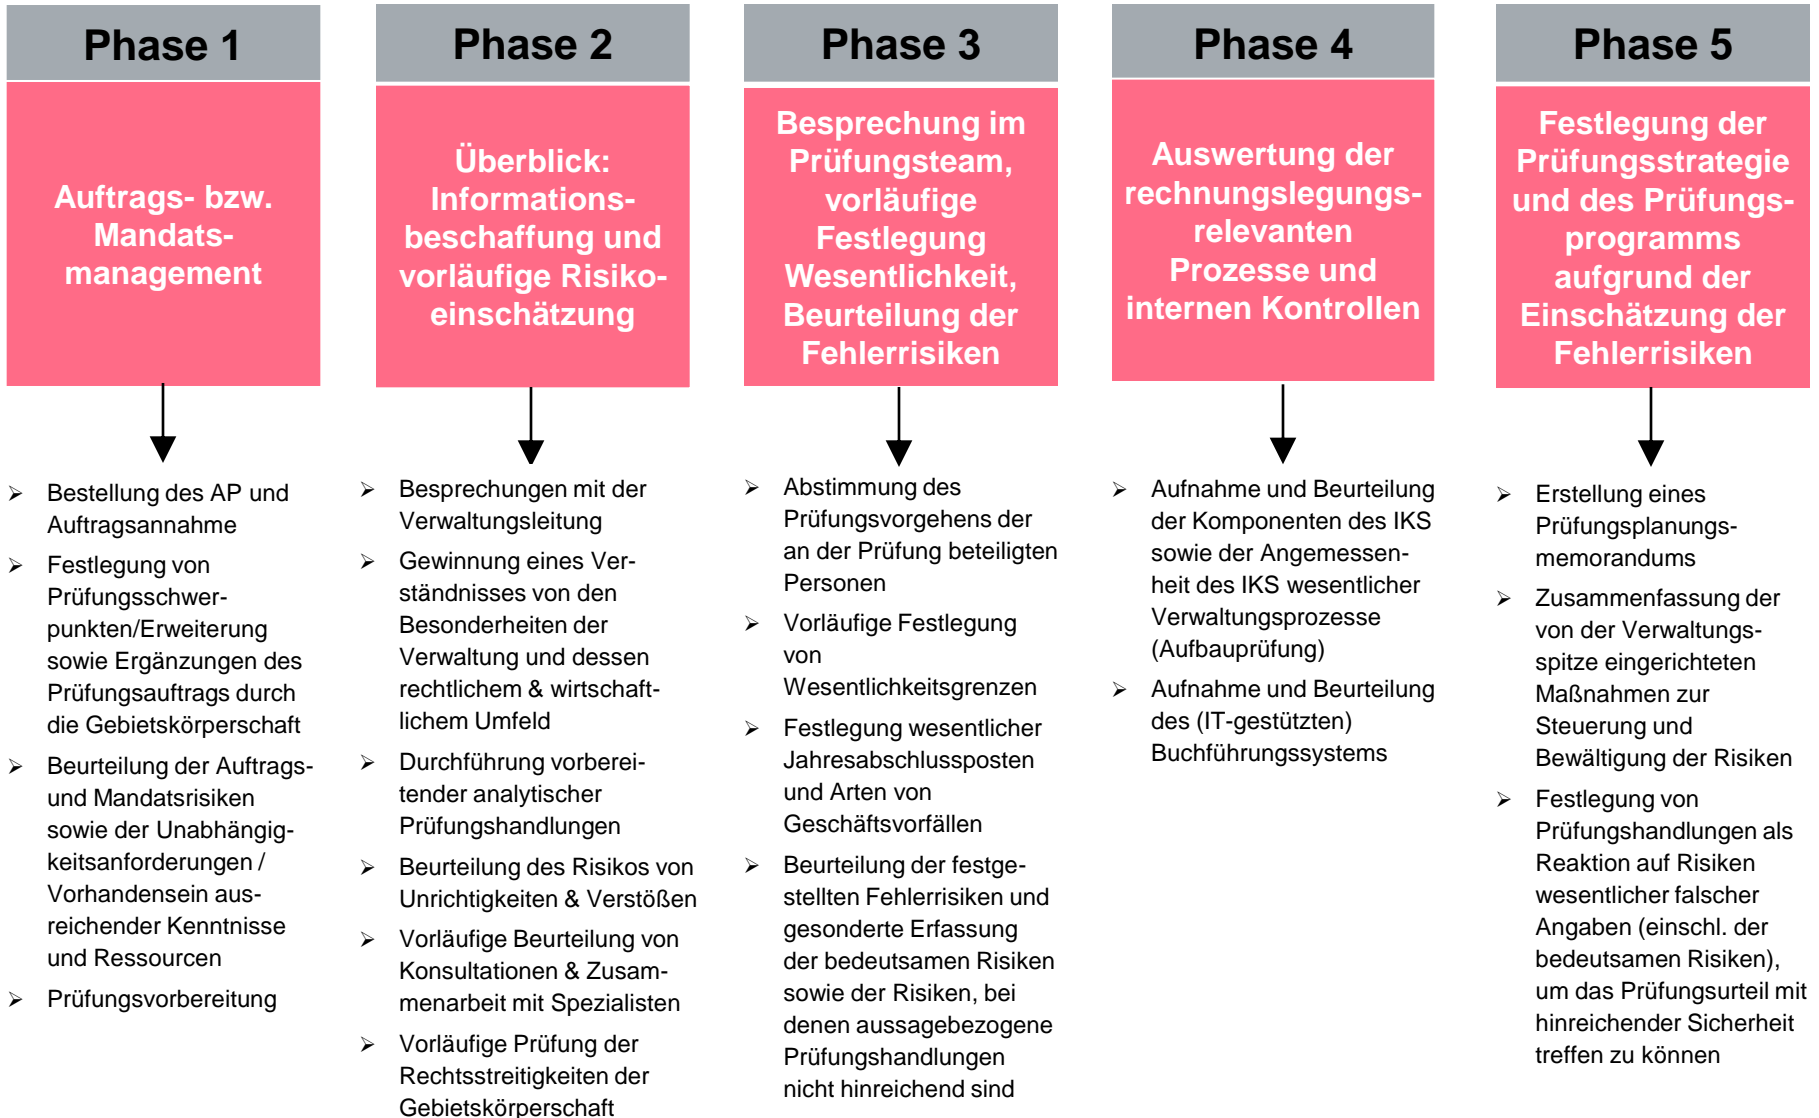 Phase 1
Auftrags- bzw.
Mandats-
management
➢ Bestellung des AP und
Auftragsannahme
➢ Festlegung von
Prüfungsschwer-
punkten/Erweiterung
sowie Ergänzungen des
Prüfungsauftrags durch
die Gebietskörperschaft
➢ Beurteilung der Auftrags-
und Mandatsrisiken
sowie der Unabhängig-
keitsanforderungen /
Vorhandensein aus-
reichender Kenntnisse
und Ressourcen
➢ Prüfungsvorbereitung
Phase 2
Überblick:
Informations-
beschaffung und
vorläufige Risiko-
einschätzung
➢ Besprechungen mit der
Verwaltungsleitung
➢ Gewinnung eines Ver-
ständnisses von den
Besonderheiten der
Verwaltung und dessen
rechtlichem & wirtschaft-
lichem Umfeld
➢ Durchführung vorberei-
tender analytischer
Prüfungshandlungen
➢ Beurteilung des Risikos von
Unrichtigkeiten & Verstößen
➢ Vorläufige Beurteilung von
Konsultationen & Zusam-
menarbeit mit Spezialisten
➢ Vorläufige Prüfung der
Rechtsstreitigkeiten der
Gebietskörperschaft
Phase 3
Besprechung im
Prüfungsteam,
vorläufige
Festlegung
Wesentlichkeit,
Beurteilung der
Fehlerrisiken
➢ Abstimmung des
Prüfungsvorgehens der
an der Prüfung beteiligten
Personen
➢ Vorläufige Festlegung
von
Wesentlichkeitsgrenzen
➢ Festlegung wesentlicher
Jahresabschlussposten
und Arten von
Geschäftsvorfällen
➢ Beurteilung der festge-
stellten Fehlerrisiken und
gesonderte Erfassung
der bedeutsamen Risiken
sowie der Risiken, bei
denen aussagebezogene
Prüfungshandlungen
nicht hinreichend sind
Phase 4
Auswertung der
rechnungslegungs-
relevanten
Prozesse und
internen Kontrollen
➢ Aufnahme und Beurteilung
der Komponenten des IKS
sowie der Angemessen-
heit des IKS wesentlicher
Verwaltungsprozesse
(Aufbauprüfung)
➢ Aufnahme und Beurteilung
des (IT-gestützten)
Buchführungssystems
Phase 5
Festlegung der
Prüfungsstrategie
und des Prüfungs-
programms
aufgrund der
Einschätzung der
Fehlerrisiken
➢ Erstellung eines
Prüfungsplanungs-
memorandums
➢ Zusammenfassung der
von der Verwaltungs-
spitze eingerichteten
Maßnahmen zur
Steuerung und
Bewältigung der Risiken
➢ Festlegung von
Prüfungshandlungen als
Reaktion auf Risiken
wesentlicher falscher
Angaben (einschl. der
bedeutsamen Risiken),
um das Prüfungsurteil mit
hinreichender Sicherheit
treffen zu können